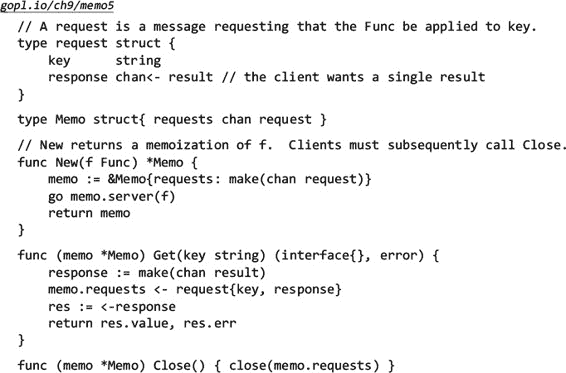 gopl.io/ch9/memo5
// A request is a message requesting that the Func be applied to key.
type request struct {
    key      string
    response chan<- result // the client wants a single result
}
type Memo struct{ requests chan request }
// New returns a memoization of f.  Clients must subsequently call Close.
func New(f Func) *Memo {
    memo := &Memo{requests: make(chan request)}
    go memo.server(f)
    return memo
}
func (memo *Memo) Get(key string) (interface{}, error) {
    response := make(chan result)
    memo.requests <- request{key, response}
    res := <-response
    return res.value, res.err
}
func (memo *Memo) Close() { close(memo.requests) }